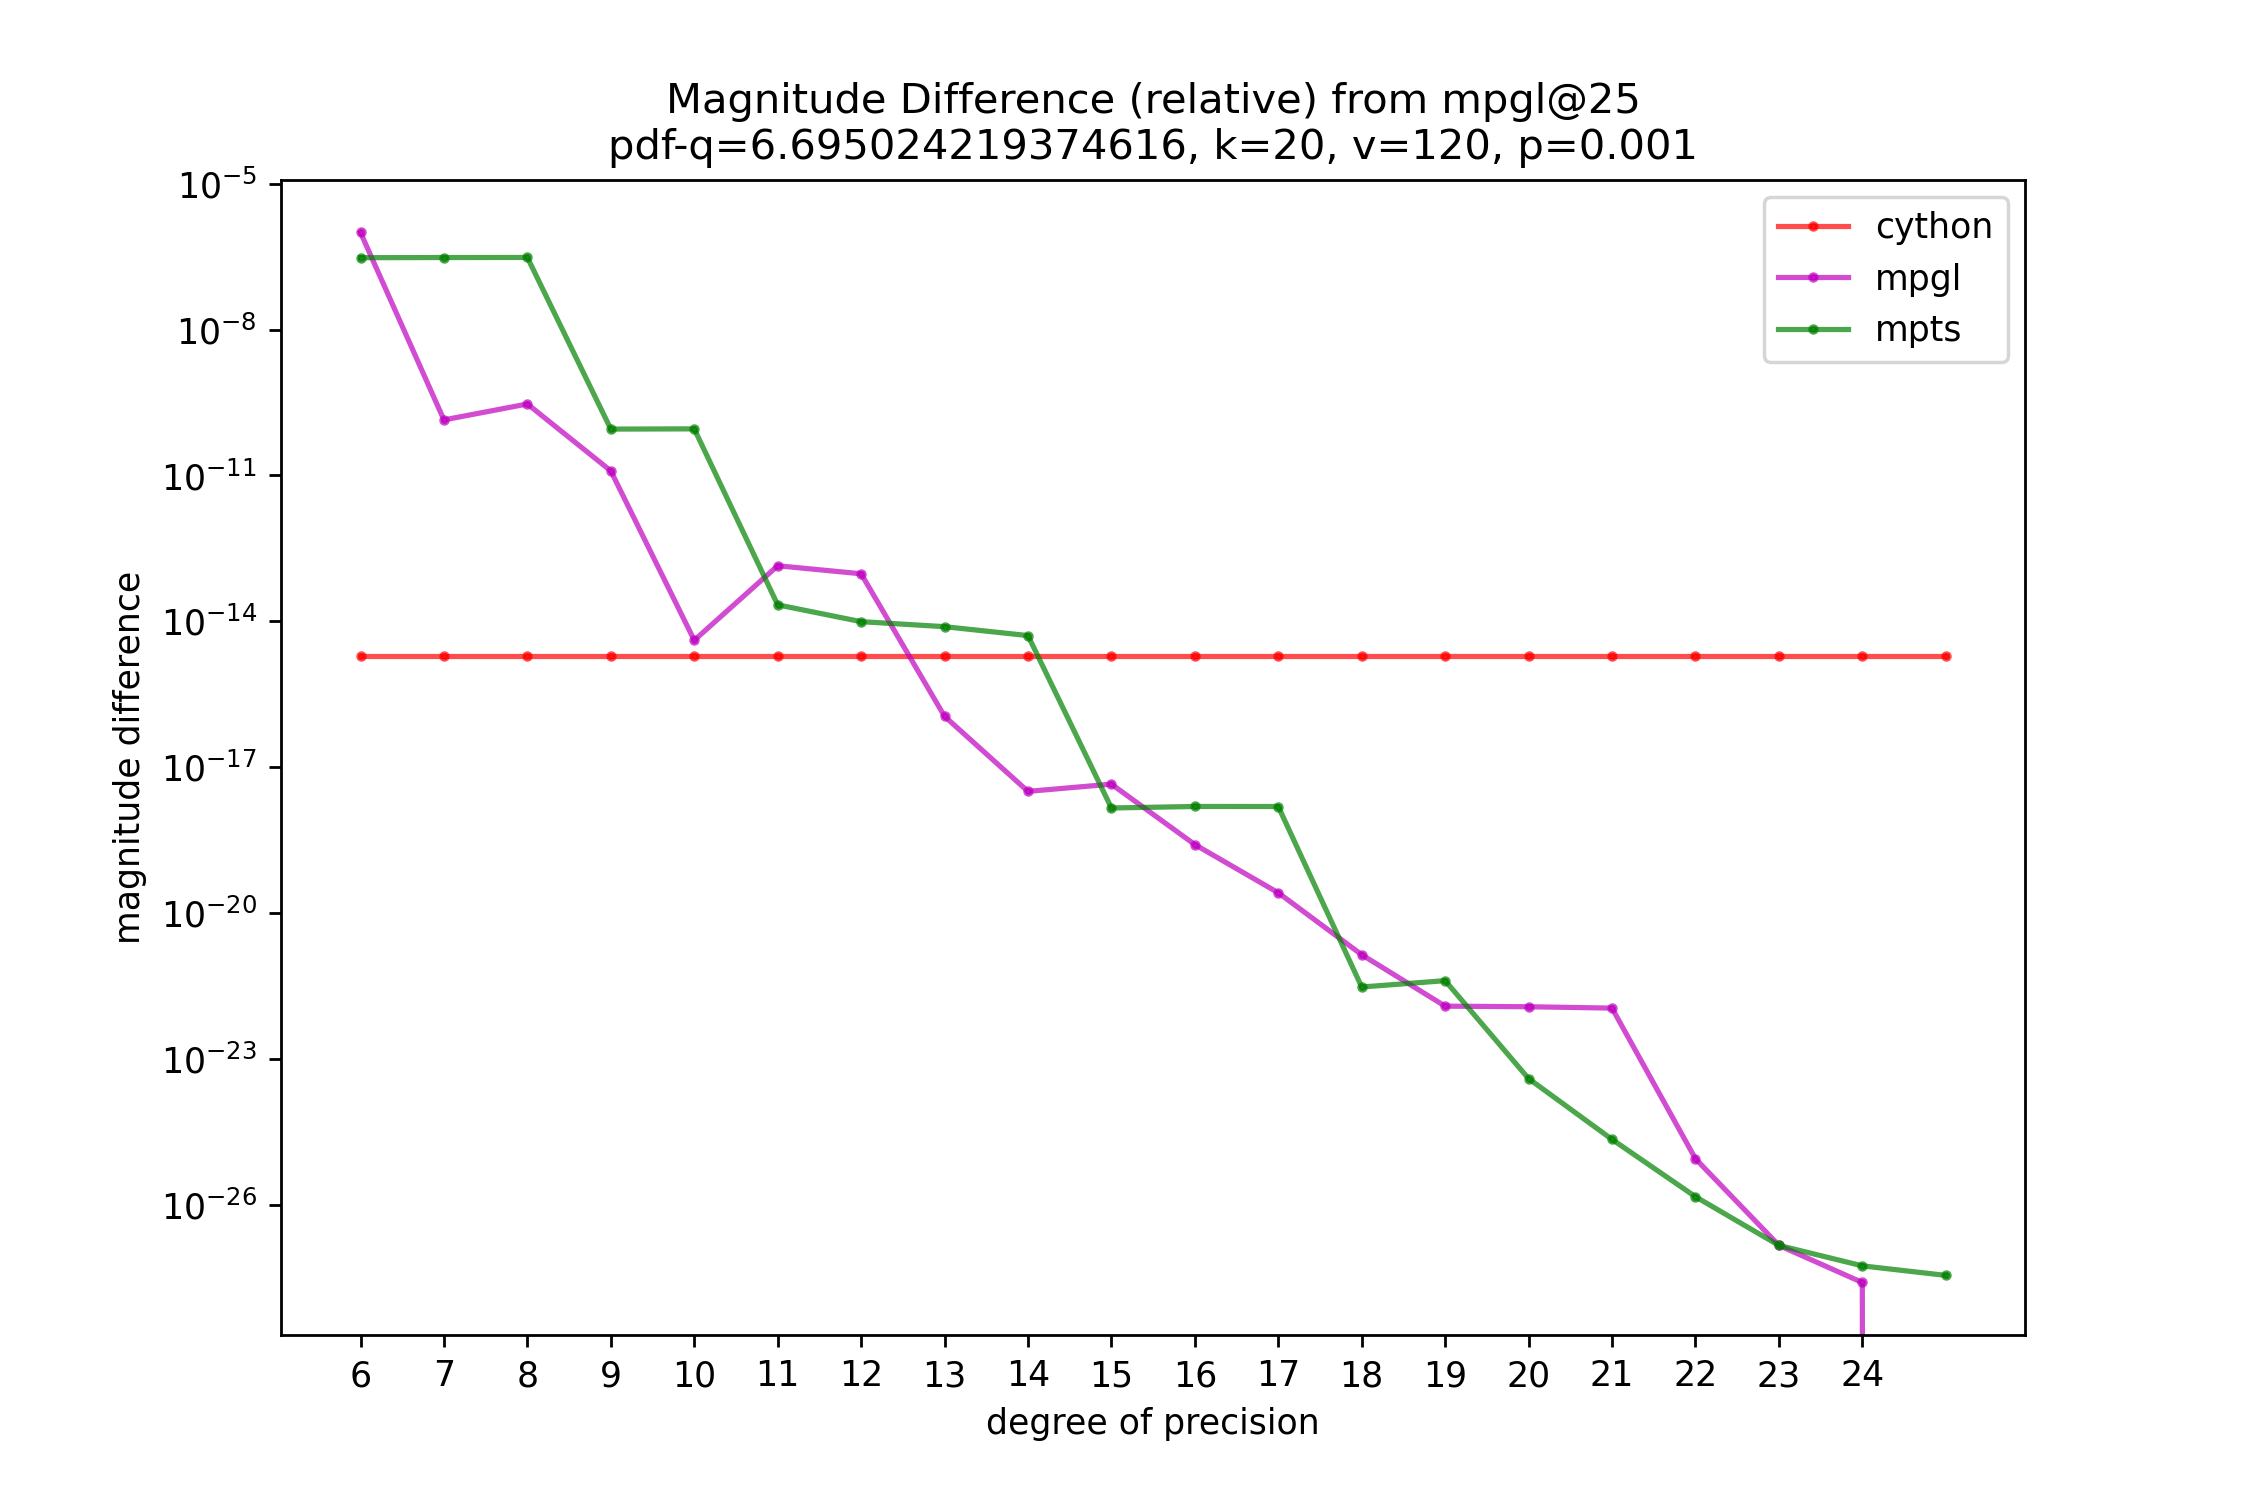 Magnitude Difference (relative) from mpgl@25
pdf-q=6.695024219374616, k=20, v=120, p=0.001
cython
mpgl
mpts
10⁻⁵
10⁻⁸
10⁻¹¹
10⁻¹⁴
10⁻¹⁷
10⁻²⁰
10⁻²³
10⁻²⁶
magnitude difference
6 7 8 9 10 11 12 13 14 15 16 17 18 19 20 21 22 23 24
degree of precision